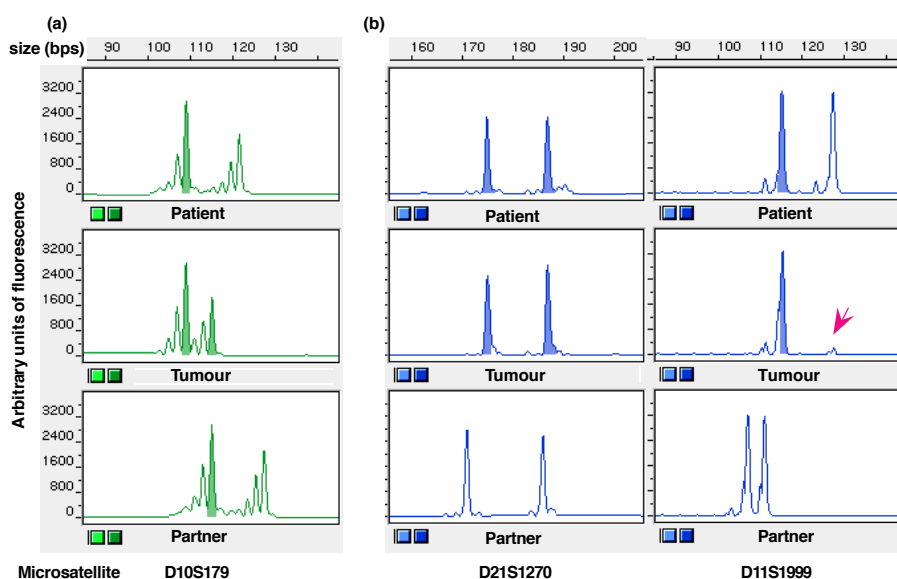 (a) (b)
size (bps) 90 100 110 120 130 160 170 180 190 200 90 100 110 120 130
3200
2400
1600
800
0
Patient Patient Patient
3200
2400
1600
800
0
Tumour Tumour Tumour
3200
2400
1600
800
0
Partner Partner Partner
Arbitrary units of fluorescence
Microsatellite D10S179 D21S1270 D11S1999